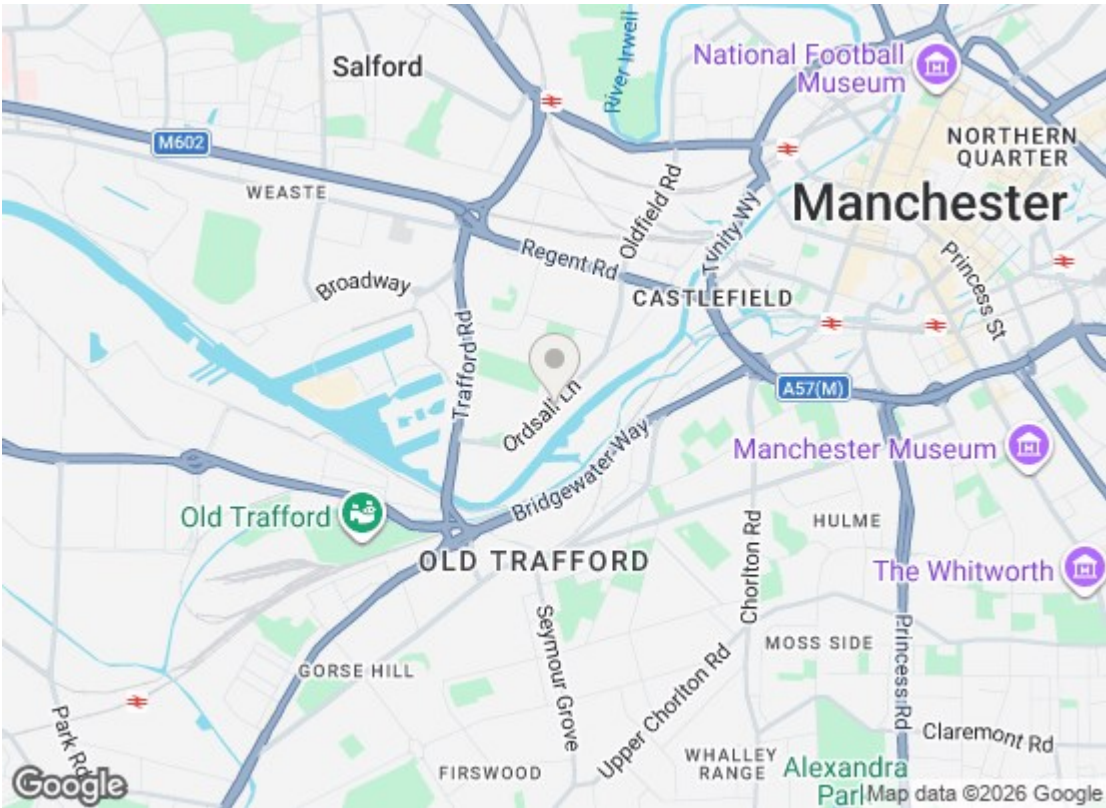 Salford
River Irwell
National Football
Museum
M602
NORTHERN
QUARTER
WEASTE
Oldfield Rd
Trinity Wy
Manchester
Regent Rd
Princess St
Broadway
CASTLEFIELD
Trafford Rd
A57(M)
Ordsall Ln
Bridgewater Way
Manchester Museum
Old Trafford
HULME
Chorlton Rd
OLD TRAFFORD
The Whitworth
Seymour Grove
MOSS SIDE
Princess Rd
GORSE HILL
Upper Chorlton Rd
Park Rd
Claremont Rd
WHALLEY
RANGE
FIRSWOOD
Alexandra
Park
Google
Map data ©2026 Google